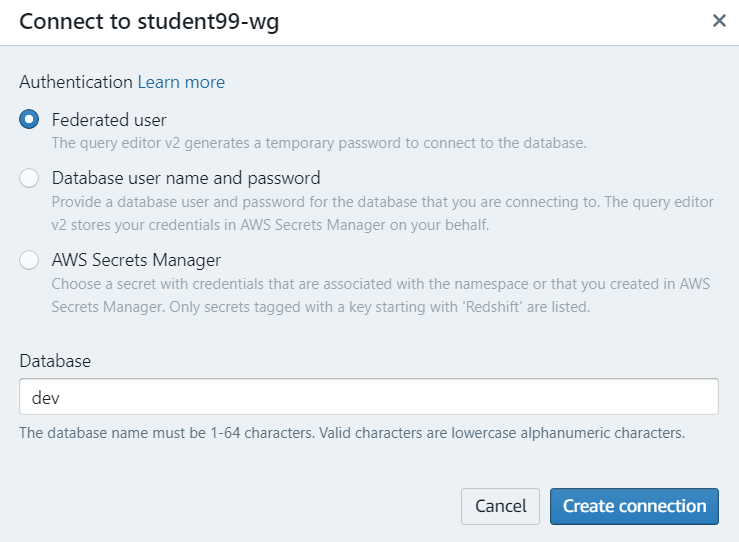 Connect to student99-wg
Authentication Learn more
Federated user
The query editor v2 generates a temporary password to connect to the database.
Database user name and password
Provide a database user and password for the database that you are connecting to. The query editor
v2 stores your credentials in AWS Secrets Manager on your behalf.
AWS Secrets Manager
Choose a secret with credentials that are associated with the namespace or that you created in AWS
Secrets Manager. Only secrets tagged with a key starting with 'Redshift' are listed.
Database
dev
The database name must be 1-64 characters. Valid characters are lowercase alphanumeric characters.
Cancel
Create connection